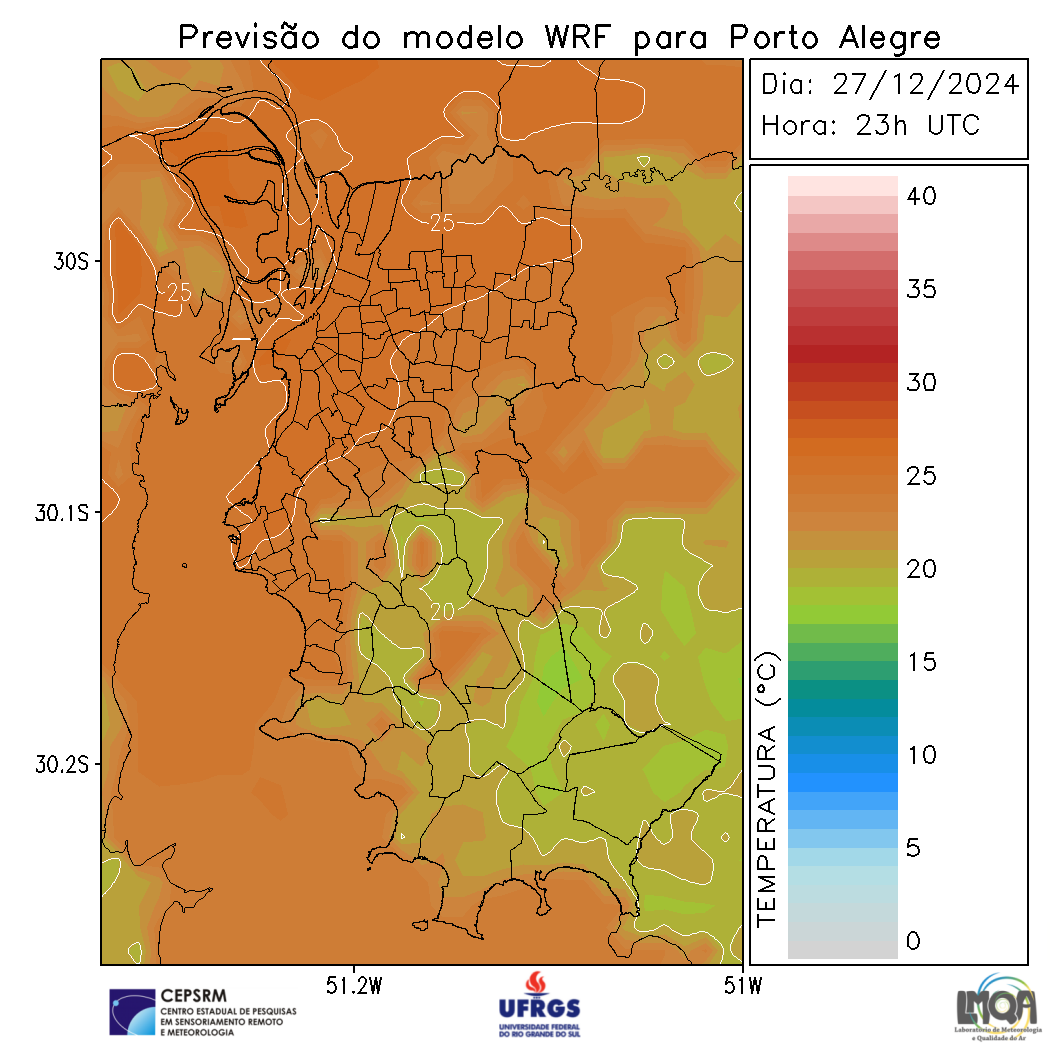 Previsão do modelo WRF para Porto Alegre
Dia: 27/12/2024
Hora: 23h UTC
40
35
30
25
20
15
10
5
0
TEMPERATURA (°C)
25
25
20
30S
30.1S
30.2S
51.2W
51W
CEPSRM
CENTRO ESTADUAL DE PESQUISAS
EM SENSORIAMENTO REMOTO
E METEOROLOGIA
UFRGS
UNIVERSIDADE FEDERAL
DO RIO GRANDE DO SUL
LMQA
Laboratório de Meteorologia
e Qualidade do Ar